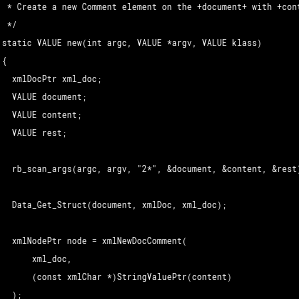 * Create a new Comment element on the +document+ with
 */
static VALUE new(int argc, VALUE *argv, VALUE klass)
{
  xmlDocPtr xml_doc;
  VALUE document;
  VALUE content;
  VALUE rest;

  rb_scan_args(argc, argv, "2*", &document, &content, &rest)

  Data_Get_Struct(document, xmlDoc, xml_doc);

  xmlNodePtr node = xmlNewDocComment(
      xml_doc,
      (const xmlChar *)StringValuePtr(content)
  );